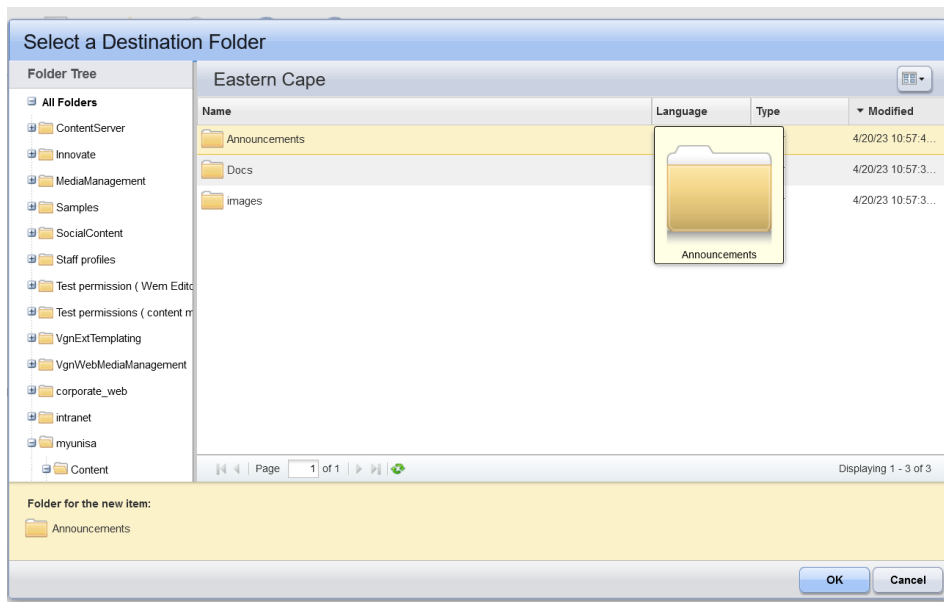 Select a Destination Folder
Folder Tree
All Folders
ContentServer
Innovate
MediaManagement
Samples
SocialContent
Staff profiles
Test permission ( Wem Edito
Test permissions ( content m
VgnExtTemplating
VgnWebMediaManagement
corporate_web
intranet
myunisa
Content
Eastern Cape
Name Language Type Modified
Announcements 4/20/23 10:57:4...
Docs 4/20/23 10:57:3...
images 4/20/23 10:57:3...
Announcements
Page 1 of 1 Displaying 1 - 3 of 3
Folder for the new item:
Announcements
OK Cancel